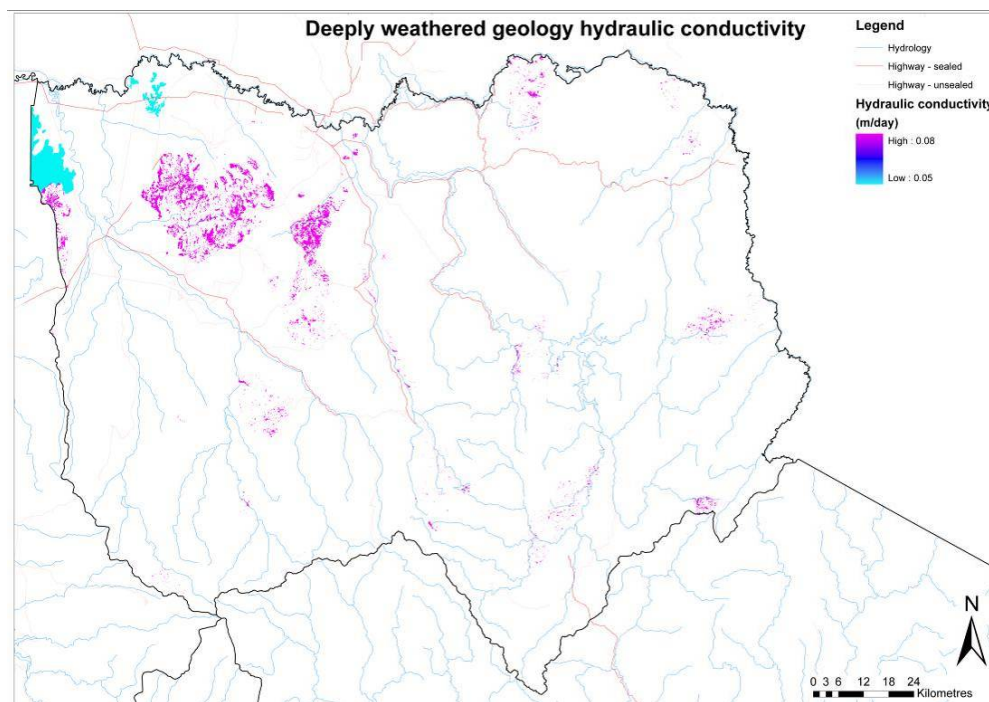 Deeply weathered geology hydraulic conductivity
Legend
Hydrology
Highway - sealed
Highway - unsealed
Hydraulic conductivity
(m/day)
High : 0.08
Low : 0.05
N
0 3 6 12 18 24
Kilometres